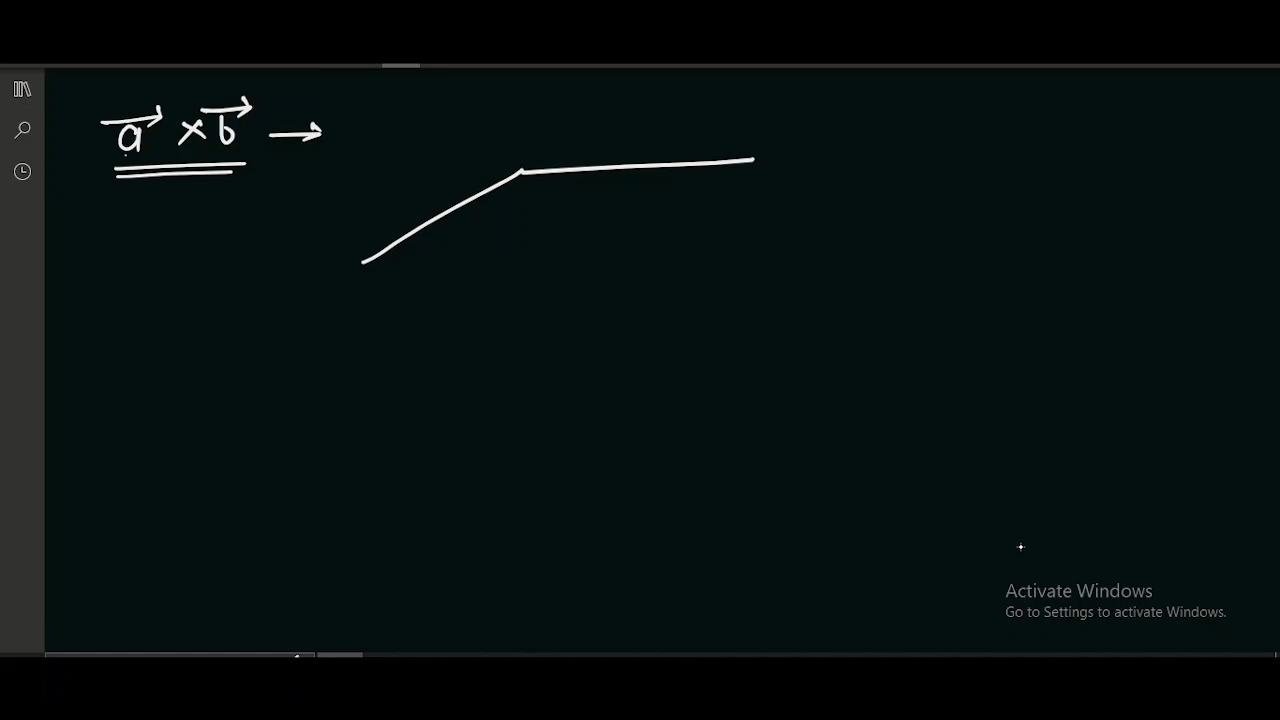 a⃗ × b⃗ →
Activate Windows
Go to Settings to activate Windows.